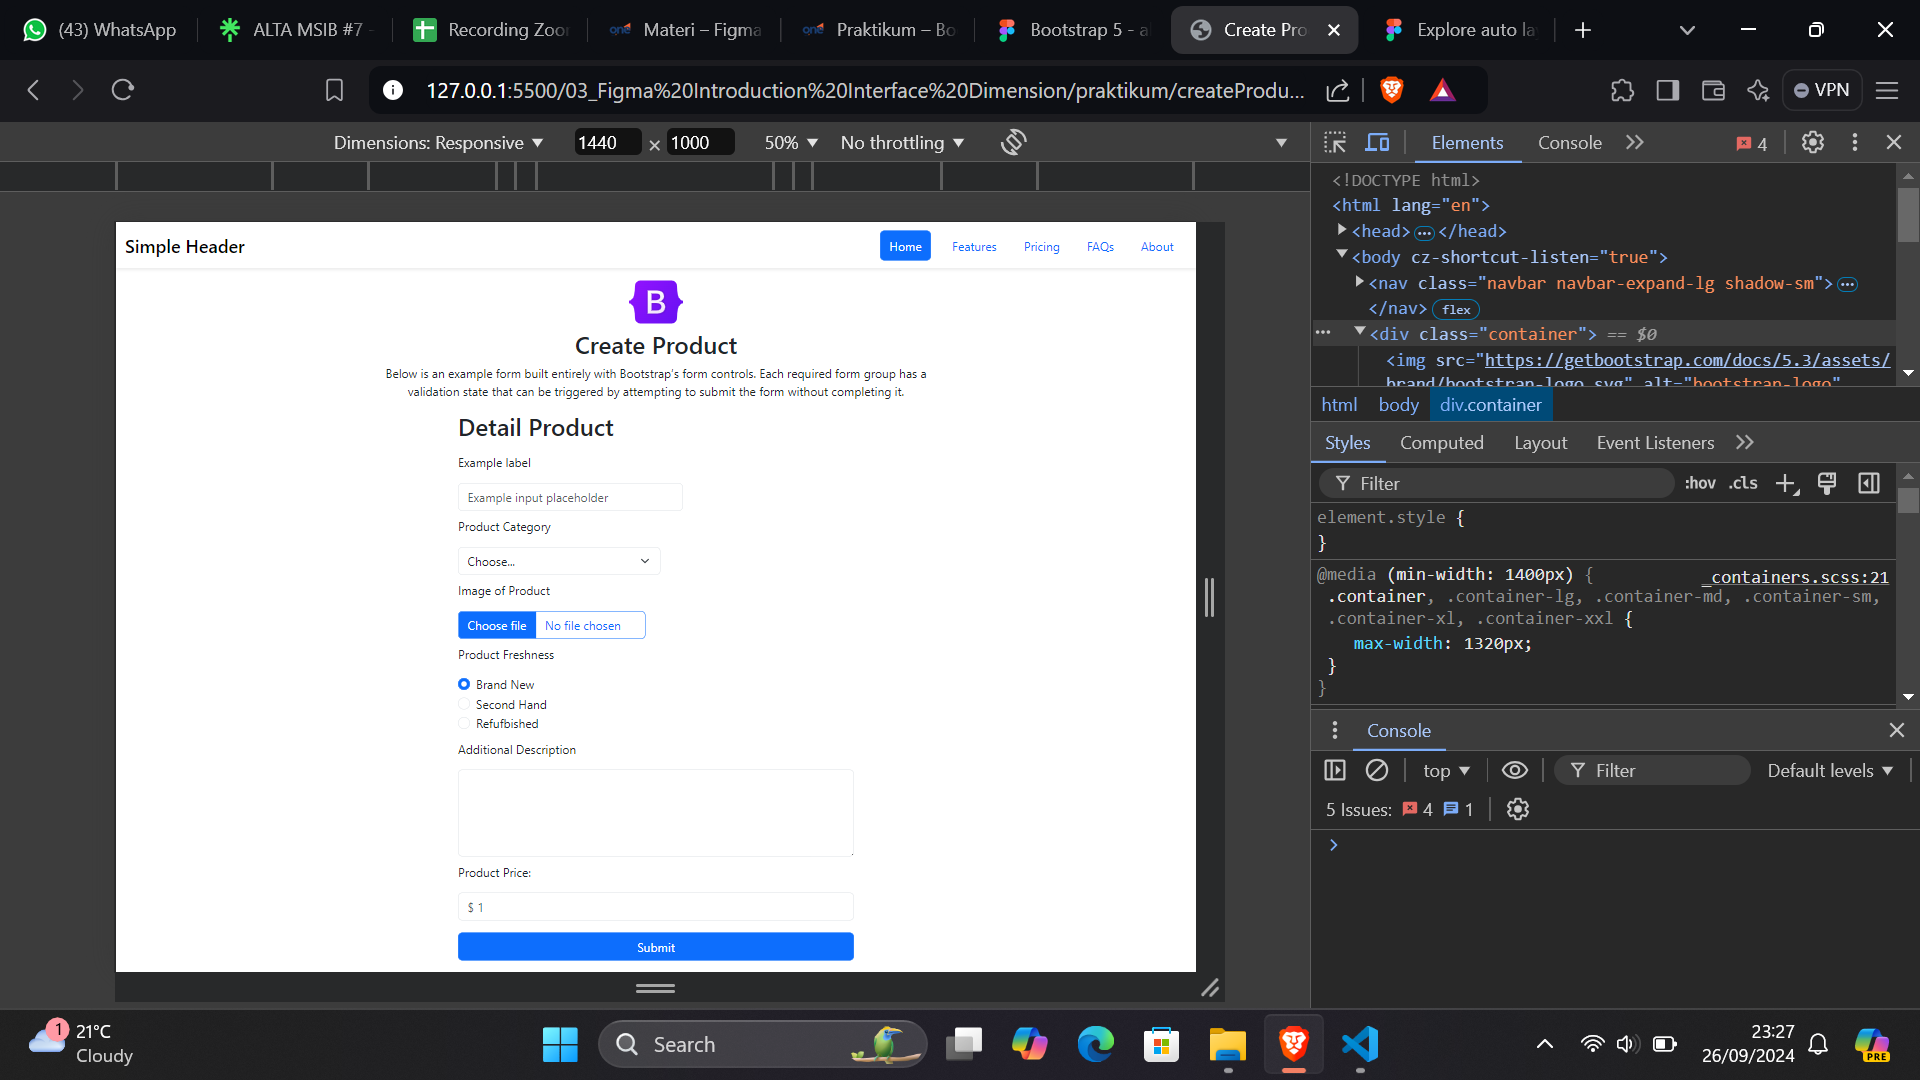 (43) WhatsApp
ALTA MSIB #7 -
Recording Zoo
Materi – Figma
Praktikum – Bo
Bootstrap 5 - al
Create Pro
Explore auto la
127.0.0.1:5500/03_Figma%20Introduction%20Interface%20Dimension/praktikum/createProdu...
VPN
Dimensions: Responsive
1440 × 1000
50%
No throttling
Elements
Console
4
<!DOCTYPE html>
<html lang="en">
<head> ... </head>
<body cz-shortcut-listen="true">
<nav class="navbar navbar-expand-lg shadow-sm"> ...
</nav> flex
... <div class="container"> == $0
<img src="https://getbootstrap.com/docs/5.3/assets/
brand/bootstrap-logo.svg" alt="bootstrap-logo"
html body div.container
Styles Computed Layout Event Listeners
Filter
:hov .cls
element.style {
}
@media (min-width: 1400px) {
_containers.scss:21
.container, .container-lg, .container-md, .container-sm,
.container-xl, .container-xxl {
max-width: 1320px;
}
}
Console
top
Filter
Default levels
5 Issues: 4 1
Simple Header
Home
Features
Pricing
FAQs
About
B
Create Product
Below is an example form built entirely with Bootstrap's form controls. Each required form group has a
validation state that can be triggered by attempting to submit the form without completing it.
Detail Product
Example label
Example input placeholder
Product Category
Choose...
Image of Product
Choose file
No file chosen
Product Freshness
Brand New
Second Hand
Refufbished
Additional Description
Product Price:
$ 1
Submit
1
21°C
Cloudy
Search
23:27
26/09/2024
PRE